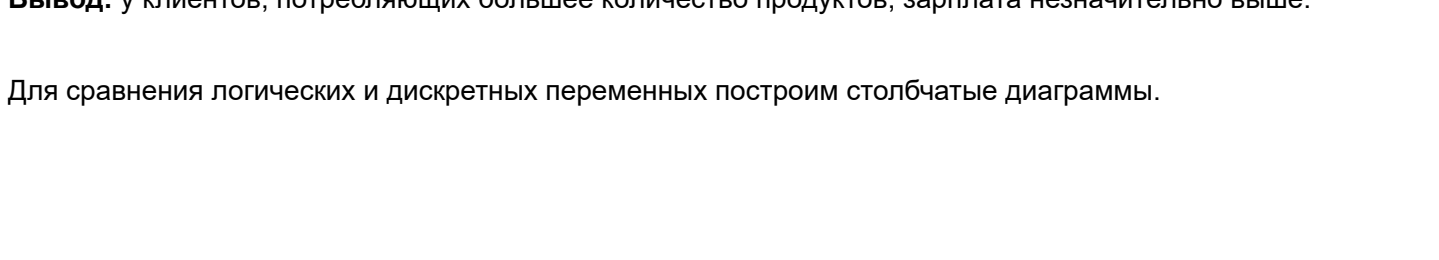 Вывод: у клиентов, потребляющих большее количество продуктов, зарплата незначительно выше.
Для сравнения логических и дискретных переменных построим столбчатые диаграммы.